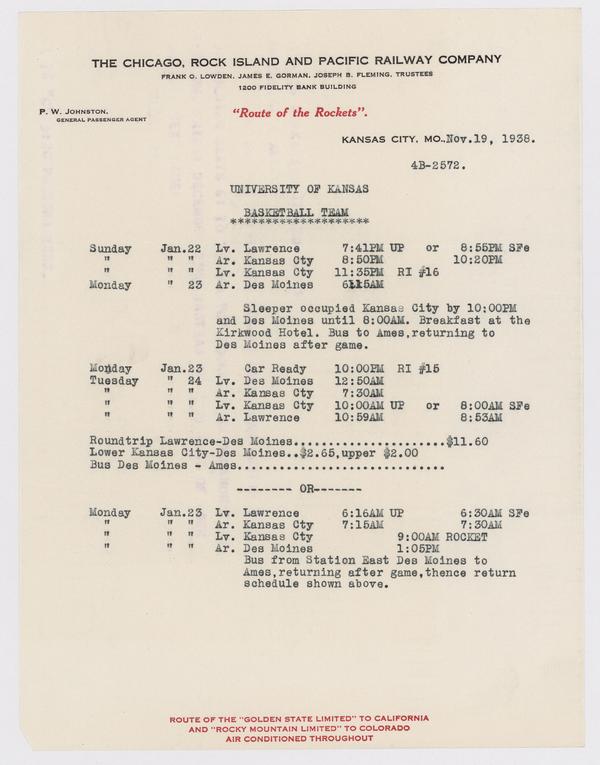 THE CHICAGO, ROCK ISLAND AND PACIFIC RAILWAY COMPANY
FRANK O. LOWDEN, JAMES E. GORMAN, JOSEPH B. FLEMING, TRUSTEES
1200 FIDELITY BANK BUILDING
P. W. JOHNSTON,
GENERAL PASSENGER AGENT
"Route of the Rockets".
KANSAS CITY, MO., Nov.19, 1938.
4B-2572.
UNIVERSITY OF KANSAS
BASKETBALL TEAM
********************
Sunday Jan.22 Lv. Lawrence 7:41PM UP or 8:55PM SFe
" " " Ar. Kansas Cty 8:50PM 10:20PM
" " " Lv. Kansas Cty 11:35PM RI #16
Monday " 23 Ar. Des Moines 6:15AM
Sleeper occupied Kansas City by 10:00PM
and Des Moines until 8:00AM. Breakfast at the
Kirkwood Hotel. Bus to Ames,returning to
Des Moines after game.
Monday Jan.23 Car Ready 10:00PM RI #15
Tuesday " 24 Lv. Des Moines 12:50AM
" " " Ar. Kansas Cty 7:30AM
" " " Lv. Kansas Cty 10:00AM UP or 8:00AM SFe
" " " Ar. Lawrence 10:59AM 8:53AM
Roundtrip Lawrence-Des Moines......................$11.60
Lower Kansas City-Des Moines..$2.65,upper $2.00
Bus Des Moines - Ames..............................
-------- OR-------
Monday Jan.23 Lv. Lawrence 6:16AM UP 6:30AM SFe
" " " Ar. Kansas Cty 7:15AM 7:30AM
" " " Lv. Kansas Cty 9:00AM ROCKET
" " " Ar. Des Moines 1:05PM
Bus from Station East Des Moines to
Ames,returning after game,thence return
schedule shown above.
ROUTE OF THE "GOLDEN STATE LIMITED" TO CALIFORNIA
AND "ROCKY MOUNTAIN LIMITED" TO COLORADO
AIR CONDITIONED THROUGHOUT